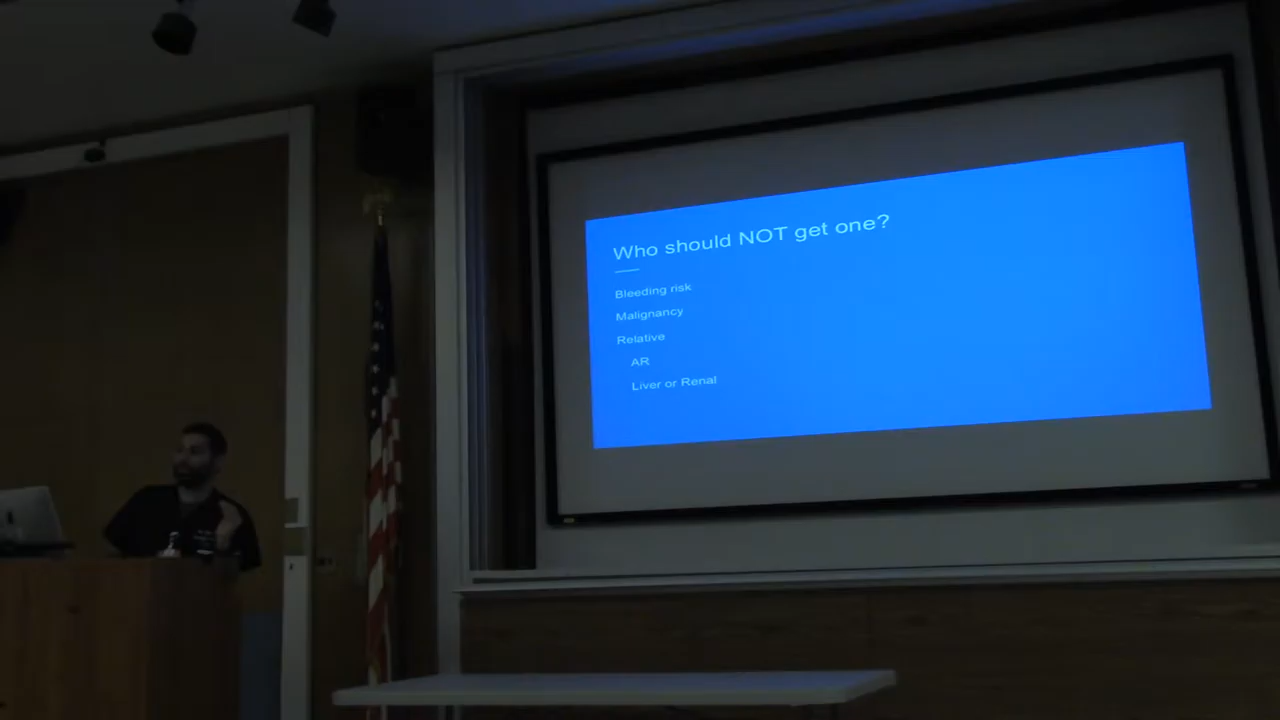 Who should NOT get one?
Bleeding risk
Malignancy
Relative
AR
Liver or Renal